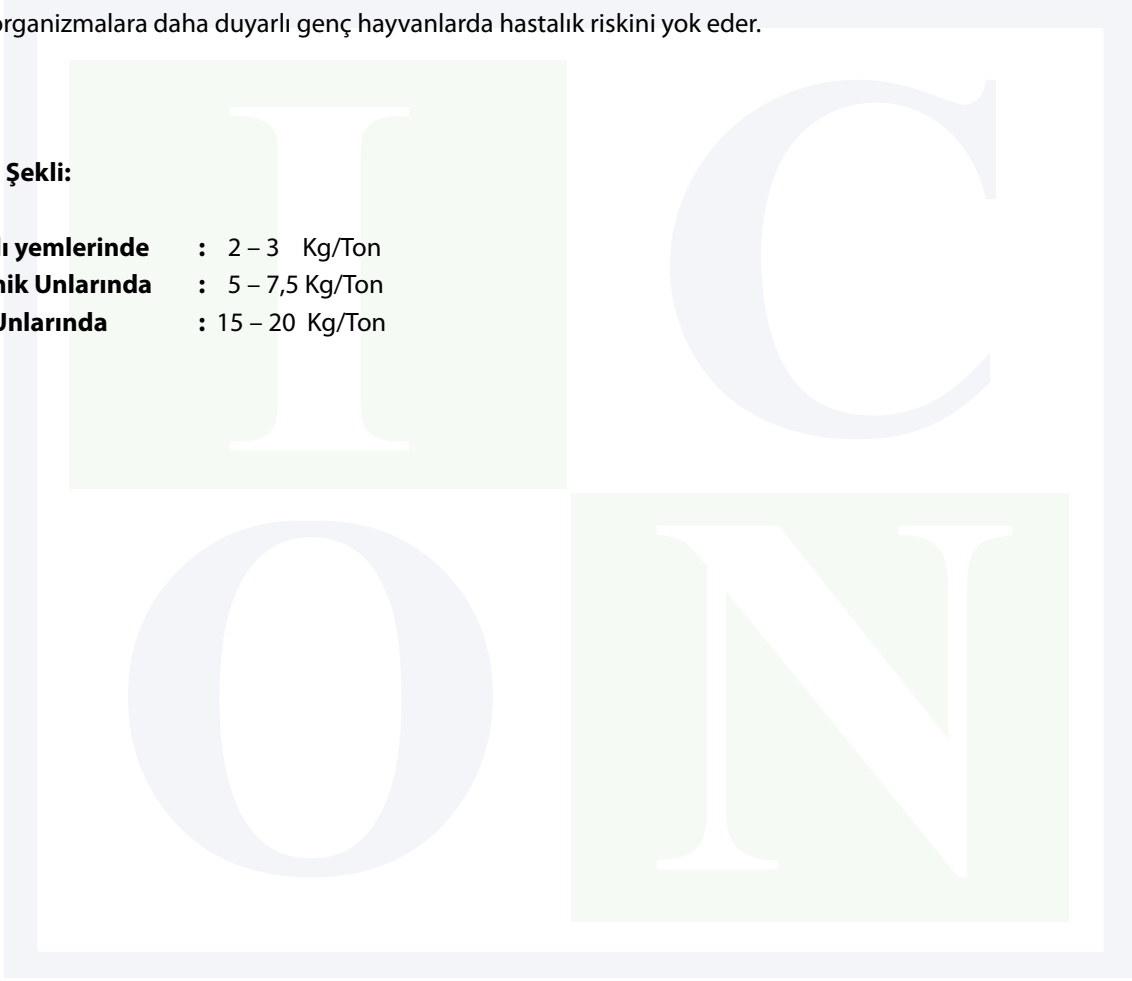 organizmalara daha duyarlı genç hayvanlarda hastalık riskini yok eder.
Şekli:
yemlerinde : 2 – 3 Kg/Ton
Unlarında : 5 – 7,5 Kg/Ton
Unlarında : 15 – 20 Kg/Ton
I C
O N